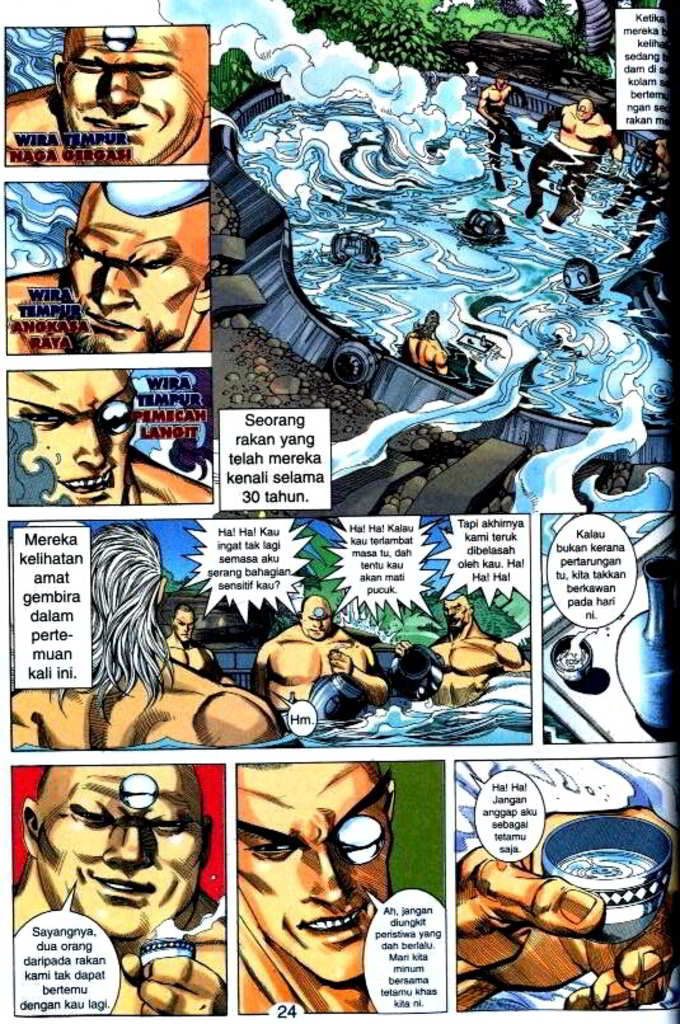 WIRA
TEMPUR
NAGA GERGASI
Ketika
mereka
sedang
dam di
kolam
bertemu
ngan
rakan
WIRA
TEMPUR
ANGKASA
RAYA
WIRA
TEMPUR
PEMECAH
LANGIT
Seorang
rakan yang
telah mereka
kenali selama
30 tahun.
Mereka
kelihatan
amat
gembira
dalam
perte-
muan
kali ini.
Ha! Ha! Kau
ingat tak lagi
semasa aku
serang bahagian
sensitif kau?
Ha! Ha! Kalau
kau terlambat
masa tu, dah
tentu kau
akan mati
pucuk.
Tapi akhirnya
kami teruk
dibelasah
oleh kau. Ha!
Ha! Ha!
Hm.
Kalau
bukan kerana
pertarungan
tu, kita takkan
berkawan
pada hari
ni.
Sayangnya,
dua orang
daripada rakan
kami tak dapat
bertemu
dengan kau lagi.
Ah, jangan
diungkit
peristiwa yang
dah berlalu.
Mari kita
minum
bersama
tetamu khas
kita ni.
Ha! Ha!
Jangan
anggap aku
sebagai
tetamu
saja.
24